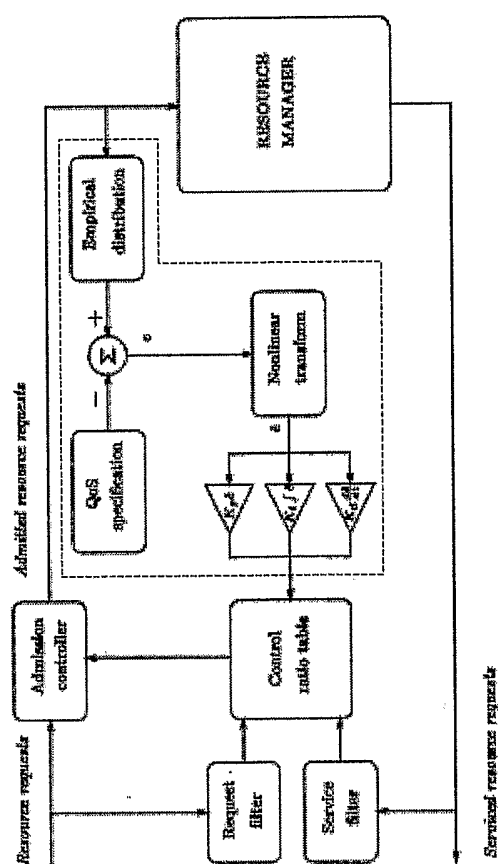 Resource requests
Admission
controller
Admitted resource requests
QoS
specification
−
Σ
+
Empirical
distribution
e
RESOURCE
MANAGER
Nonlinear
transform
Control
ratio table
Request
filter
Service
filter
Serviced resource requests